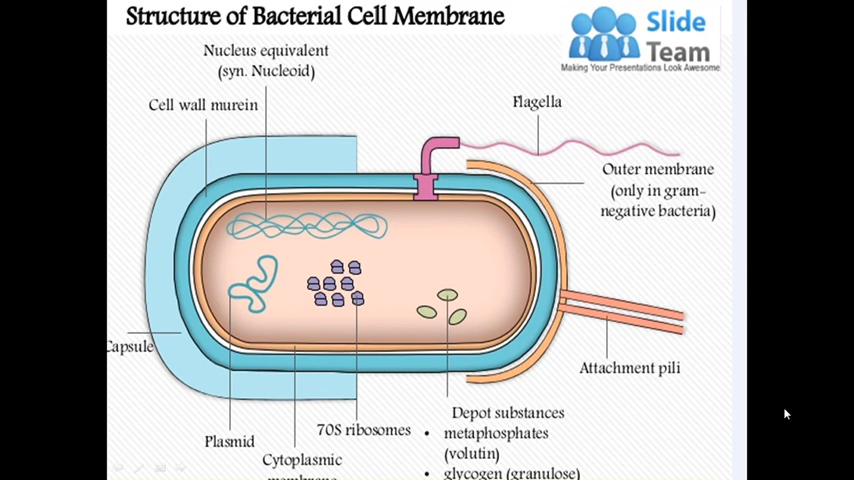 Structure of Bacterial Cell Membrane
Slide
Team
Making Your Presentations Look Awesome
Nucleus equivalent
(syn. Nucleoid)
Cell wall murein
Flagella
Outer membrane
(only in gram-
negative bacteria)
Capsule
Attachment pili
Plasmid
70S ribosomes
Cytoplasmic
membrane
Depot substances
• metaphosphates
(volutin)
• glycogen (granulose)